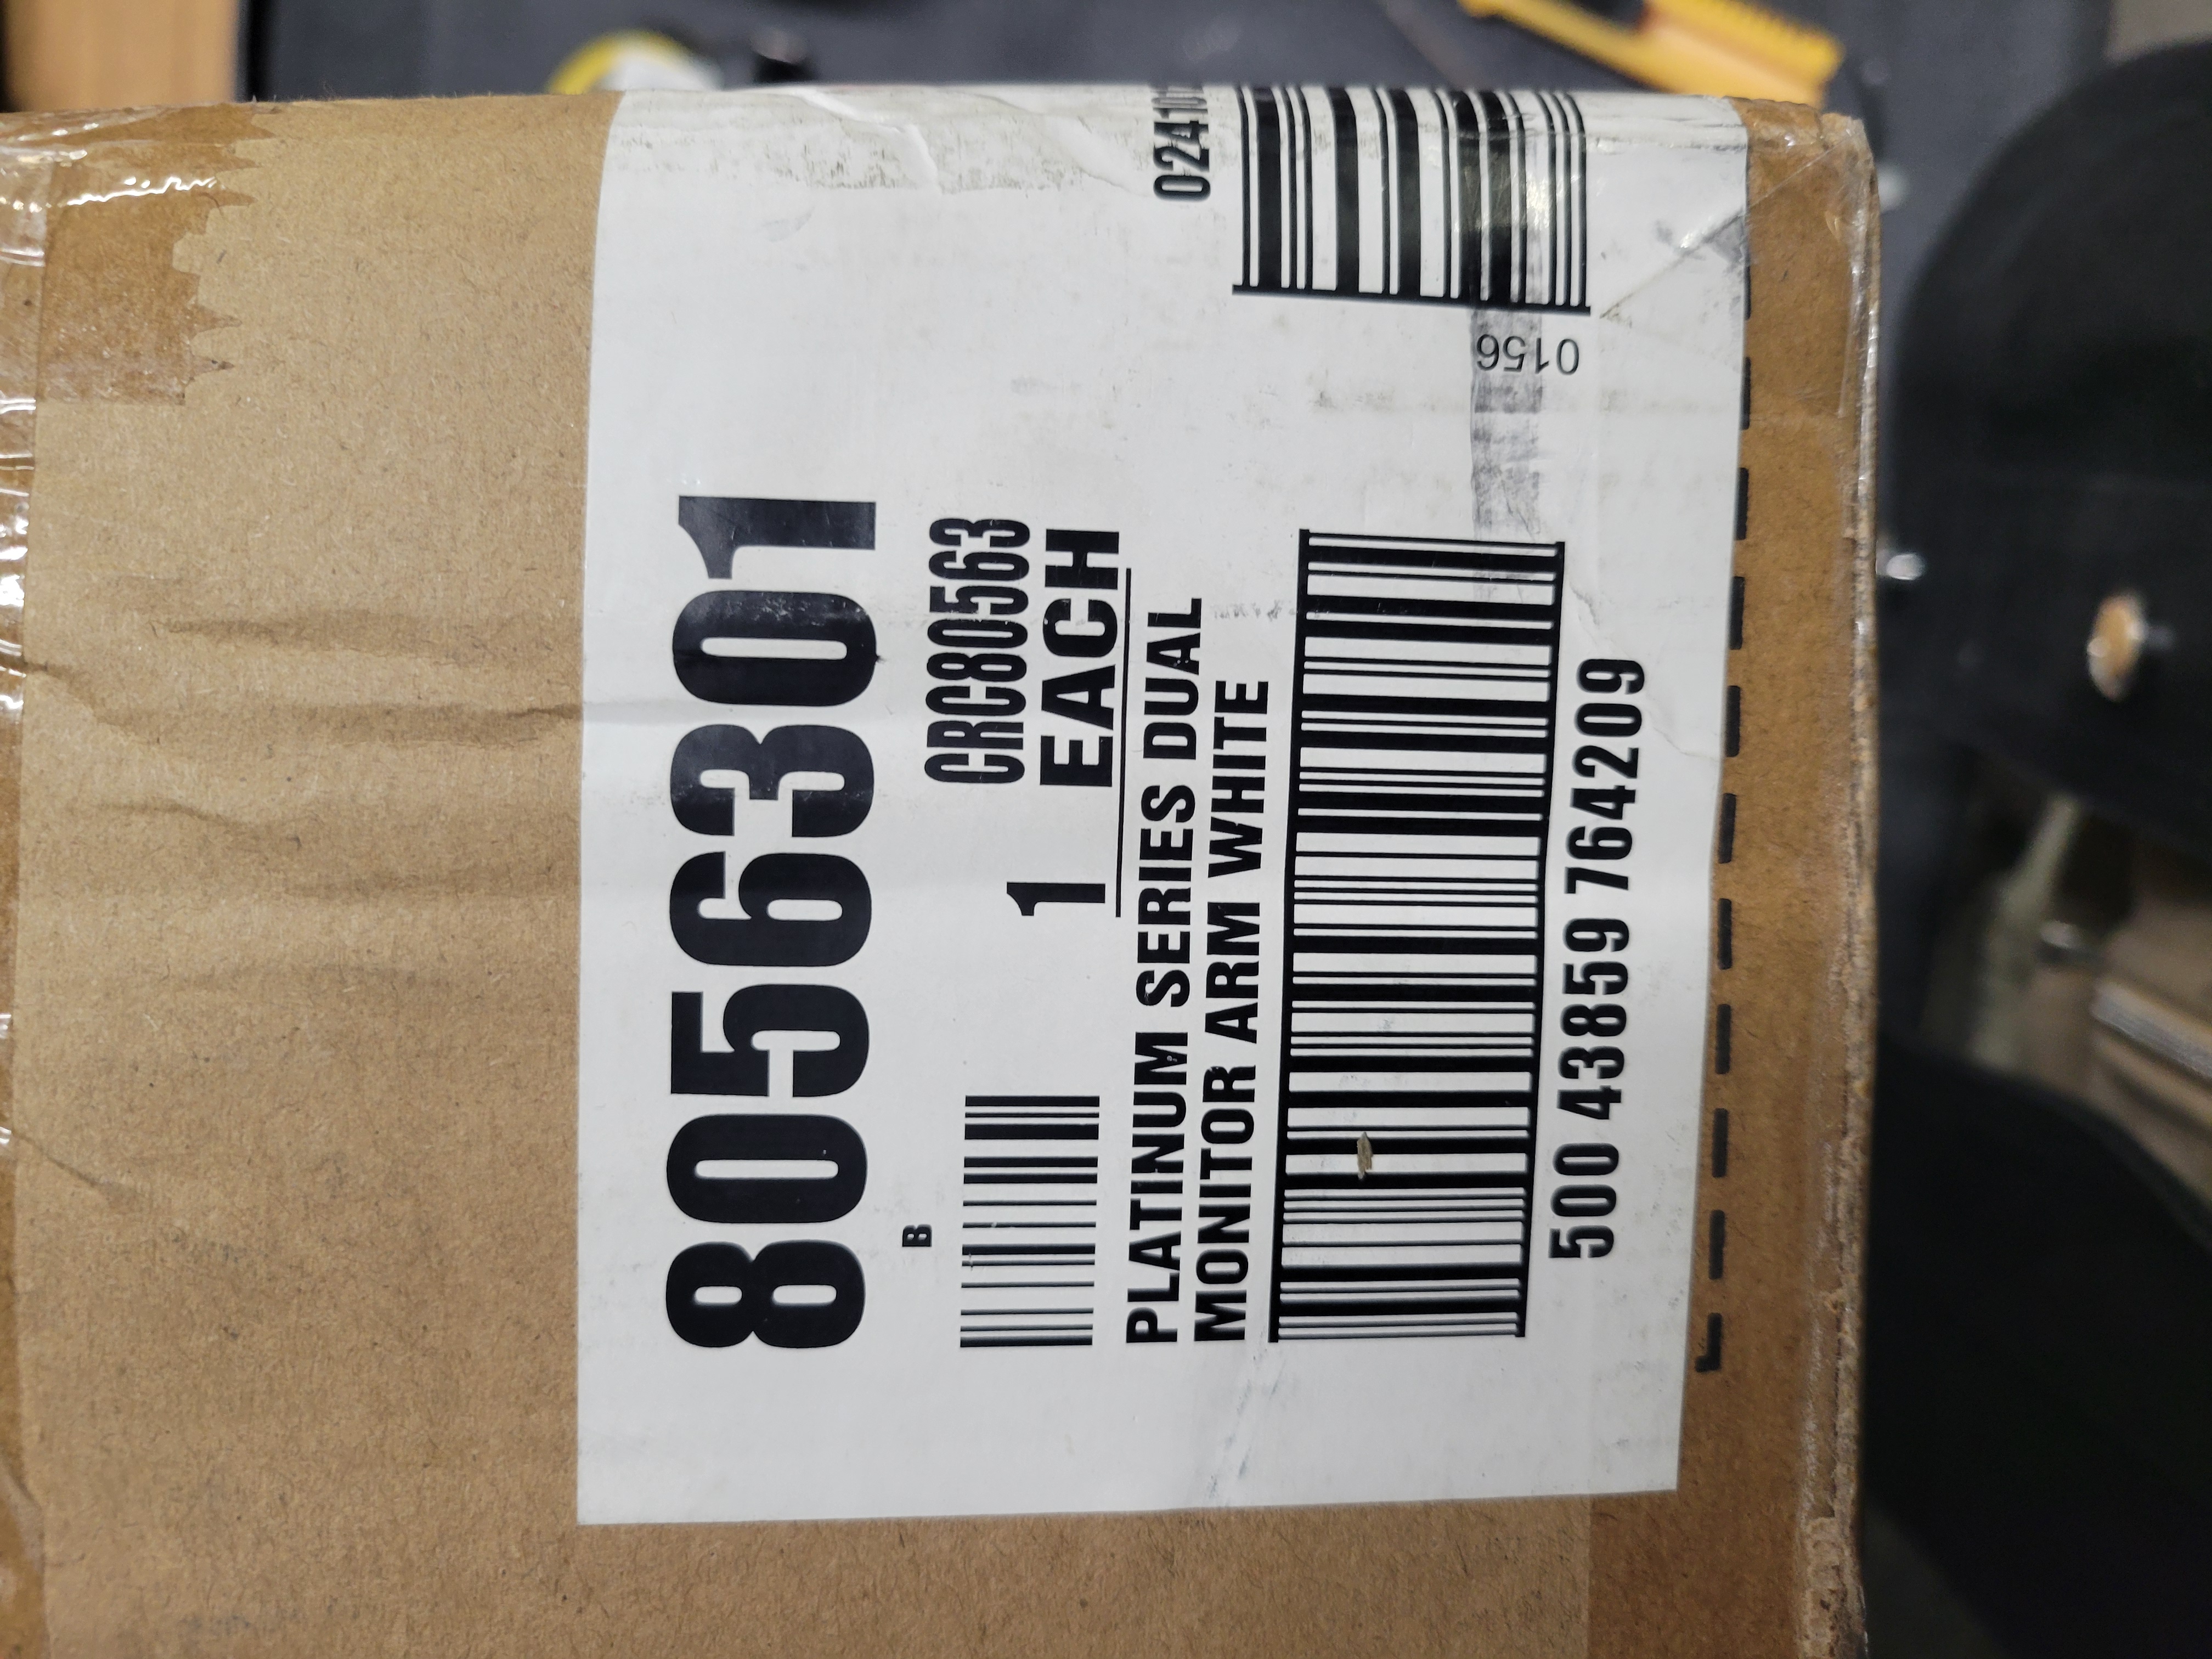 8056301
B
CRC80563
1 EACH
PLATINUM SERIES DUAL
MONITOR ARM WHITE
500 43859 764209
0156